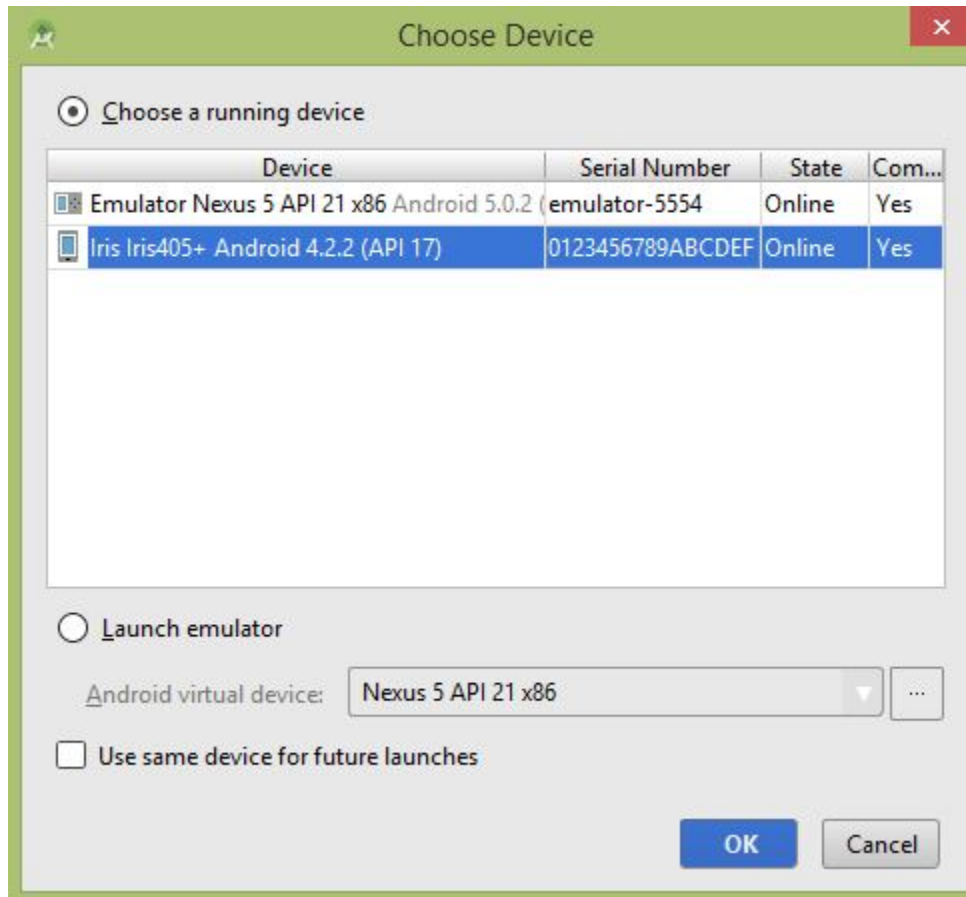 Choose Device
Choose a running device
Device Serial Number State Com...
Emulator Nexus 5 API 21 x86 Android 5.0.2 ( emulator-5554 Online Yes
Iris Iris405+ Android 4.2.2 (API 17) 0123456789ABCDEF Online Yes
Launch emulator
Android virtual device: Nexus 5 API 21 x86 ...
Use same device for future launches
OK Cancel